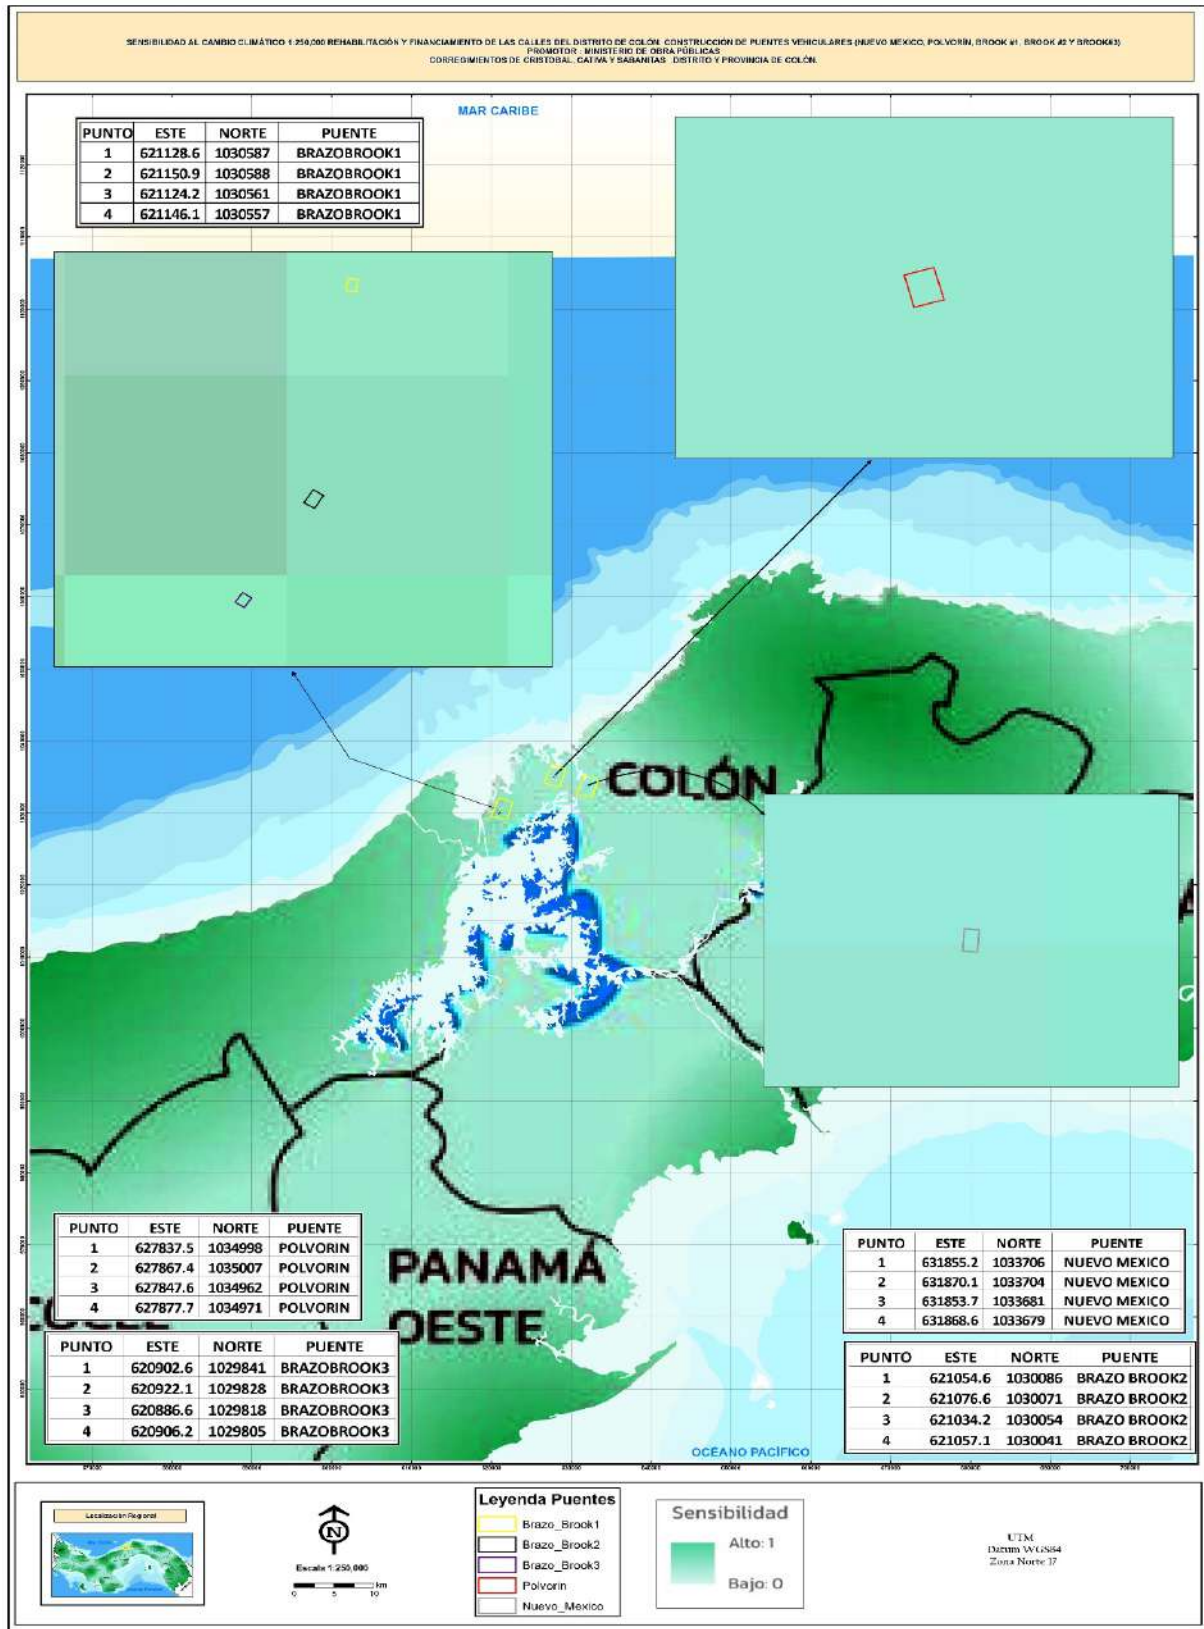 SENSIBILIDAD AL CAMBIO CLIMÁTICO 1:250,000 REHABILITACIÓN Y FINANCIAMIENTO DE LAS CALLES DEL DISTRITO DE COLÓN: CONSTRUCCIÓN DE PUENTES VEHICULARES (NUEVO MEXICO, POLVORÍN, BROOK #1, BROOK #2 Y BROOK#3)
PROMOTOR : MINISTERIO DE OBRA PÚBLICAS
CORREGIMIENTOS DE CRISTOBAL, CATIVA Y SABANITAS DISTRITO Y PROVINCIA DE COLÓN.
MAR CARIBE
PUNTO ESTE NORTE PUENTE
1 621128.6 1030587 BRAZOBROOK1
2 621150.9 1030588 BRAZOBROOK1
3 621124.2 1030561 BRAZOBROOK1
4 621146.1 1030557 BRAZOBROOK1
COLÓN
PANAMÁ
OESTE
PUNTO ESTE NORTE PUENTE
1 627837.5 1034998 POLVORIN
2 627867.4 1035007 POLVORIN
3 627847.6 1034962 POLVORIN
4 627877.7 1034971 POLVORIN
PUNTO ESTE NORTE PUENTE
1 620902.6 1029841 BRAZOBROOK3
2 620922.1 1029828 BRAZOBROOK3
3 620886.6 1029818 BRAZOBROOK3
4 620906.2 1029805 BRAZOBROOK3
PUNTO ESTE NORTE PUENTE
1 631855.2 1033706 NUEVO MEXICO
2 631870.1 1033704 NUEVO MEXICO
3 631853.7 1033681 NUEVO MEXICO
4 631868.6 1033679 NUEVO MEXICO
PUNTO ESTE NORTE PUENTE
1 621054.6 1030086 BRAZO BROOK2
2 621076.6 1030071 BRAZO BROOK2
3 621034.2 1030054 BRAZO BROOK2
4 621057.1 1030041 BRAZO BROOK2
OCÉANO PACÍFICO
Localización Regional
N
Escala 1:250,000
0 5 10 km
Leyenda Puentes
Brazo_Brook1
Brazo_Brook2
Brazo_Brook3
Polvorin
Nuevo_Mexico
Sensibilidad
Alto: 1
Bajo: 0
UTM
Datum WGS84
Zona Norte 17